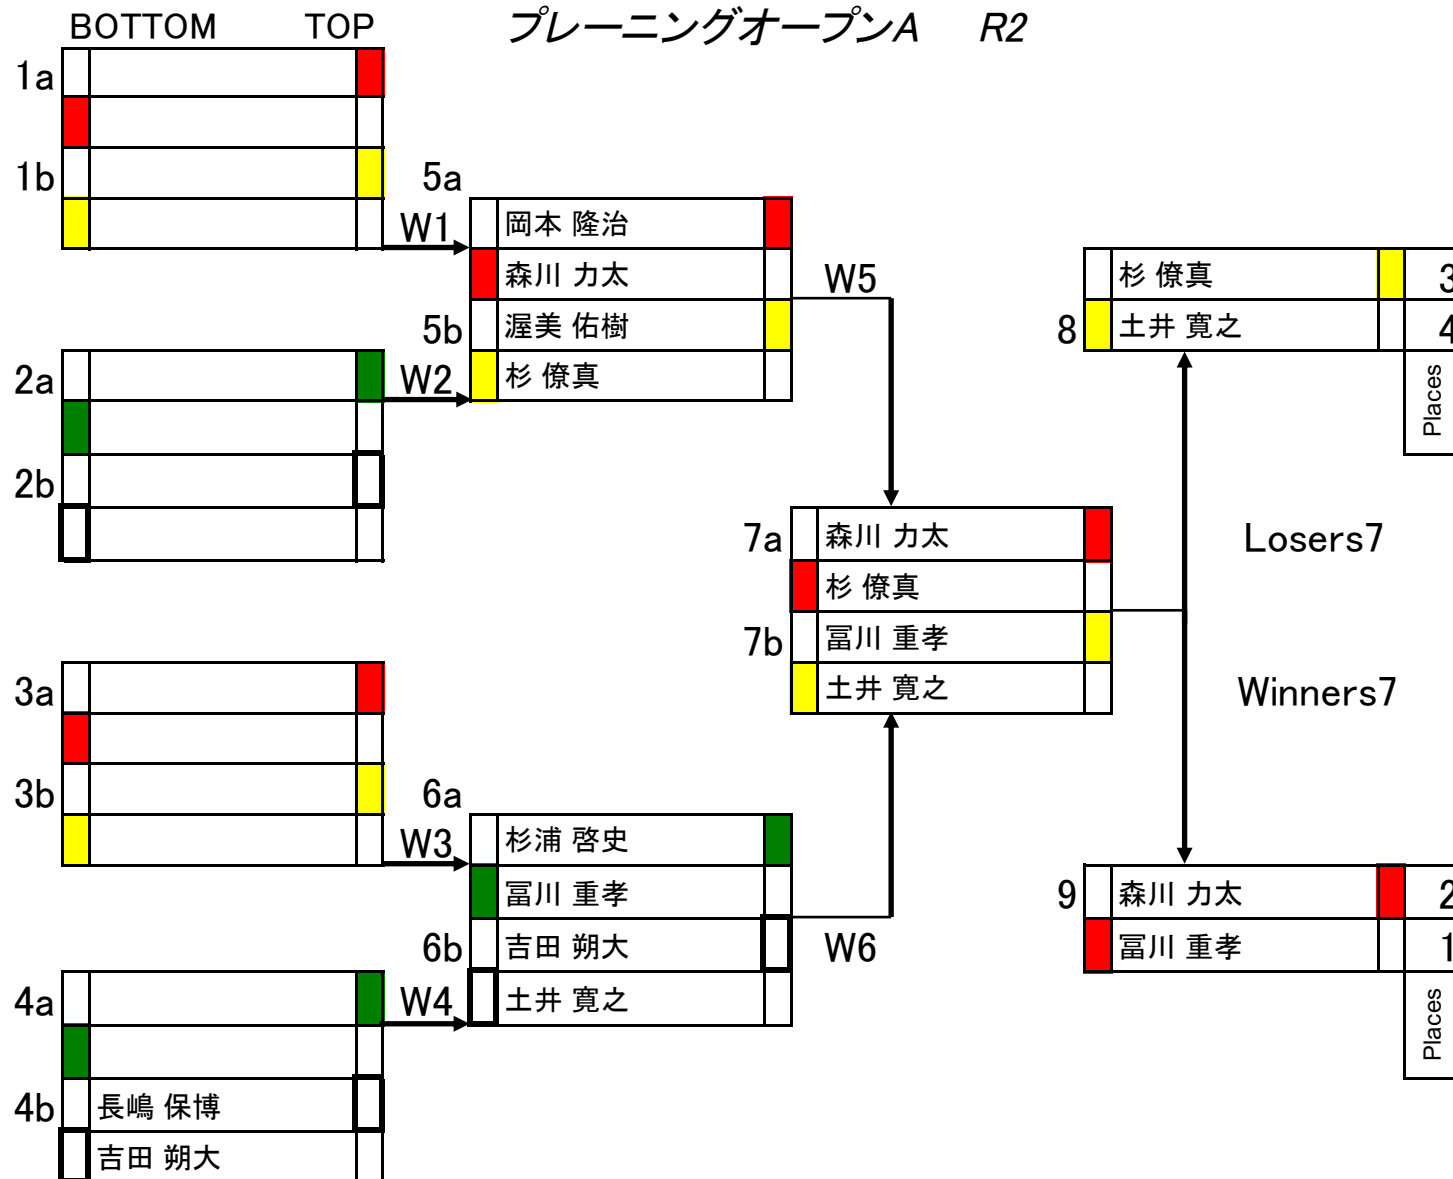 BOTTOM TOP プレーニングオープンA R2
1a
1b
5a
W1
岡本 隆治
森川 力太
W5
杉 僚真 3
5b
渥美 佑樹
8 土井 寛之 4
2a
W2
杉 僚真
Places
2b
7a 森川 力太
Losers7
杉 僚真
7b 冨川 重孝
3a
土井 寛之
Winners7
3b
6a
W3
杉浦 啓史
冨川 重孝
9 森川 力太 2
6b
吉田 朔大
W6
冨川 重孝 1
4a
W4
土井 寛之
Places
4b 長嶋 保博
吉田 朔大